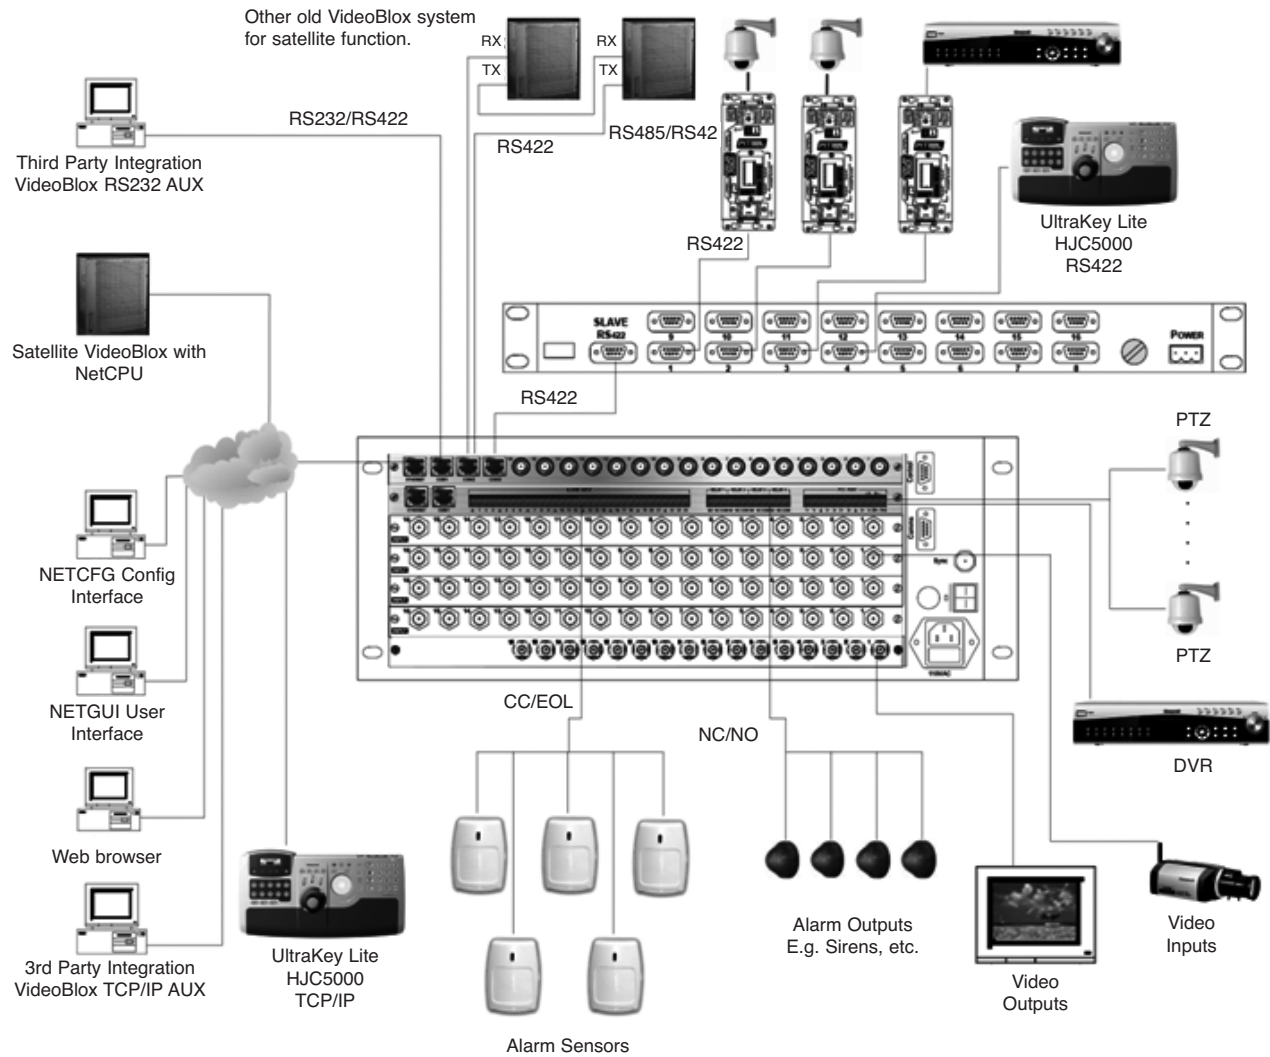 Other old VideoBlox system
for satellite function.
RX
TX
RX
TX
RS232/RS422
RS422
RS485/RS42
Third Party Integration
VideoBlox RS232 AUX
UltraKey Lite
HJC5000
RS422
RS422
Satellite VideoBlox with
NetCPU
SLAVE
RS422
9
10
11
12
13
14
15
16
1
2
3
4
5
6
7
8
POWER
RS422
PTZ
Control
Control
Sync
NETCFG Config
Interface
PTZ
110VAC
NETGUI User
Interface
CC/EOL
NC/NO
DVR
Web browser
Alarm Outputs
E.g. Sirens, etc.
Video
Inputs
3rd Party Integration
VideoBlox TCP/IP AUX
UltraKey Lite
HJC5000
TCP/IP
Video
Outputs
Alarm Sensors